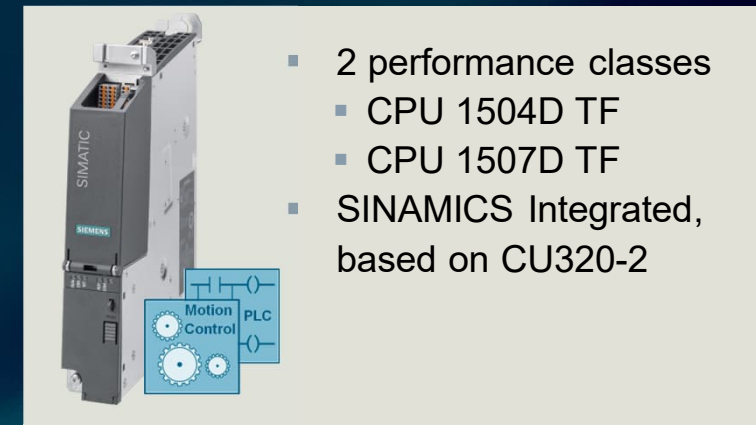 2 performance classes
CPU 1504D TF
CPU 1507D TF
SINAMICS Integrated,
based on CU320-2
SIMATIC
SIEMENS
Motion
Control
PLC